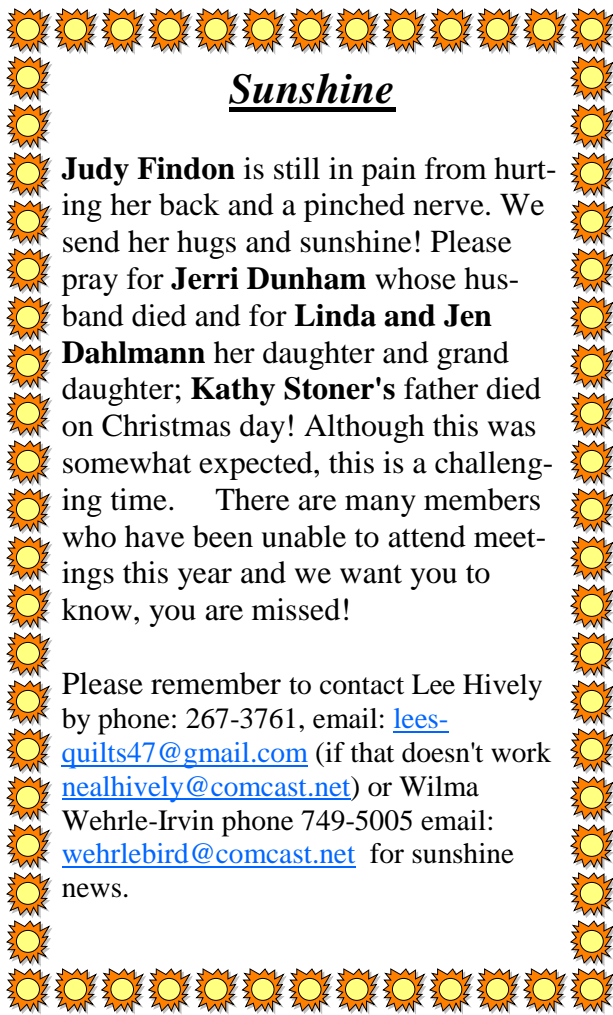 Sunshine
Judy Findon is still in pain from hurt-
ing her back and a pinched nerve. We
send her hugs and sunshine! Please
pray for Jerri Dunham whose hus-
band died and for Linda and Jen
Dahlmann her daughter and grand
daughter; Kathy Stoner's father died
on Christmas day! Although this was
somewhat expected, this is a challeng-
ing time.    There are many members
who have been unable to attend meet-
ings this year and we want you to
know, you are missed!
Please remember to contact Lee Hively
by phone: 267-3761, email: lees-
quilts47@gmail.com (if that doesn't work
nealhively@comcast.net) or Wilma
Wehrle-Irvin phone 749-5005 email:
wehrlebird@comcast.net  for sunshine
news.